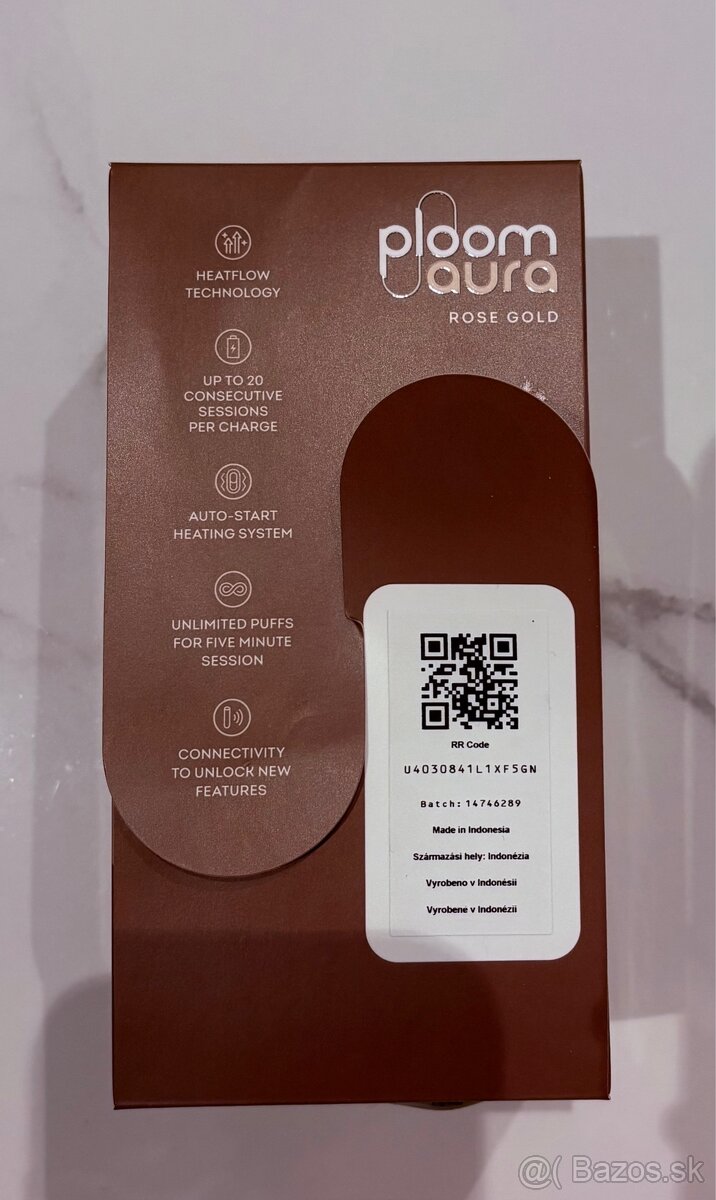 ploom
aura
ROSE GOLD
HEATFLOW
TECHNOLOGY
UP TO 20
CONSECUTIVE
SESSIONS
PER CHARGE
AUTO-START
HEATING SYSTEM
UNLIMITED PUFFS
FOR FIVE MINUTE
SESSION
CONNECTIVITY
TO UNLOCK NEW
FEATURES
RR Code
U4030841L1XF5GN
Batch: 14746289
Made in Indonesia
Származási hely: Indonézia
Vyrobeno v Indonésii
Vyrobené v Indonézii
@( Bazos.sk